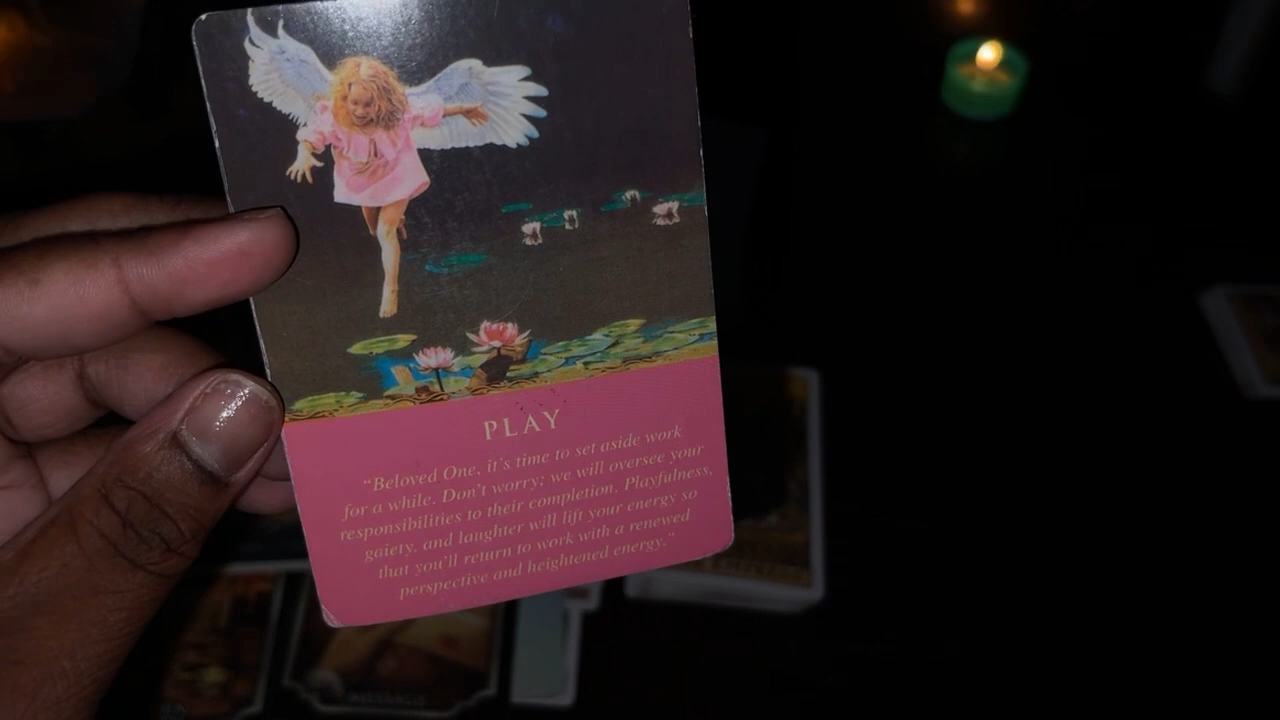 PLAY
“Beloved One, it's time to set aside work
for a while. Don't worry; we will oversee your
responsibilities to their completion. Playfulness,
gaiety, and laughter will lift your energy so
that you'll return to work with a renewed
perspective and heightened energy.”